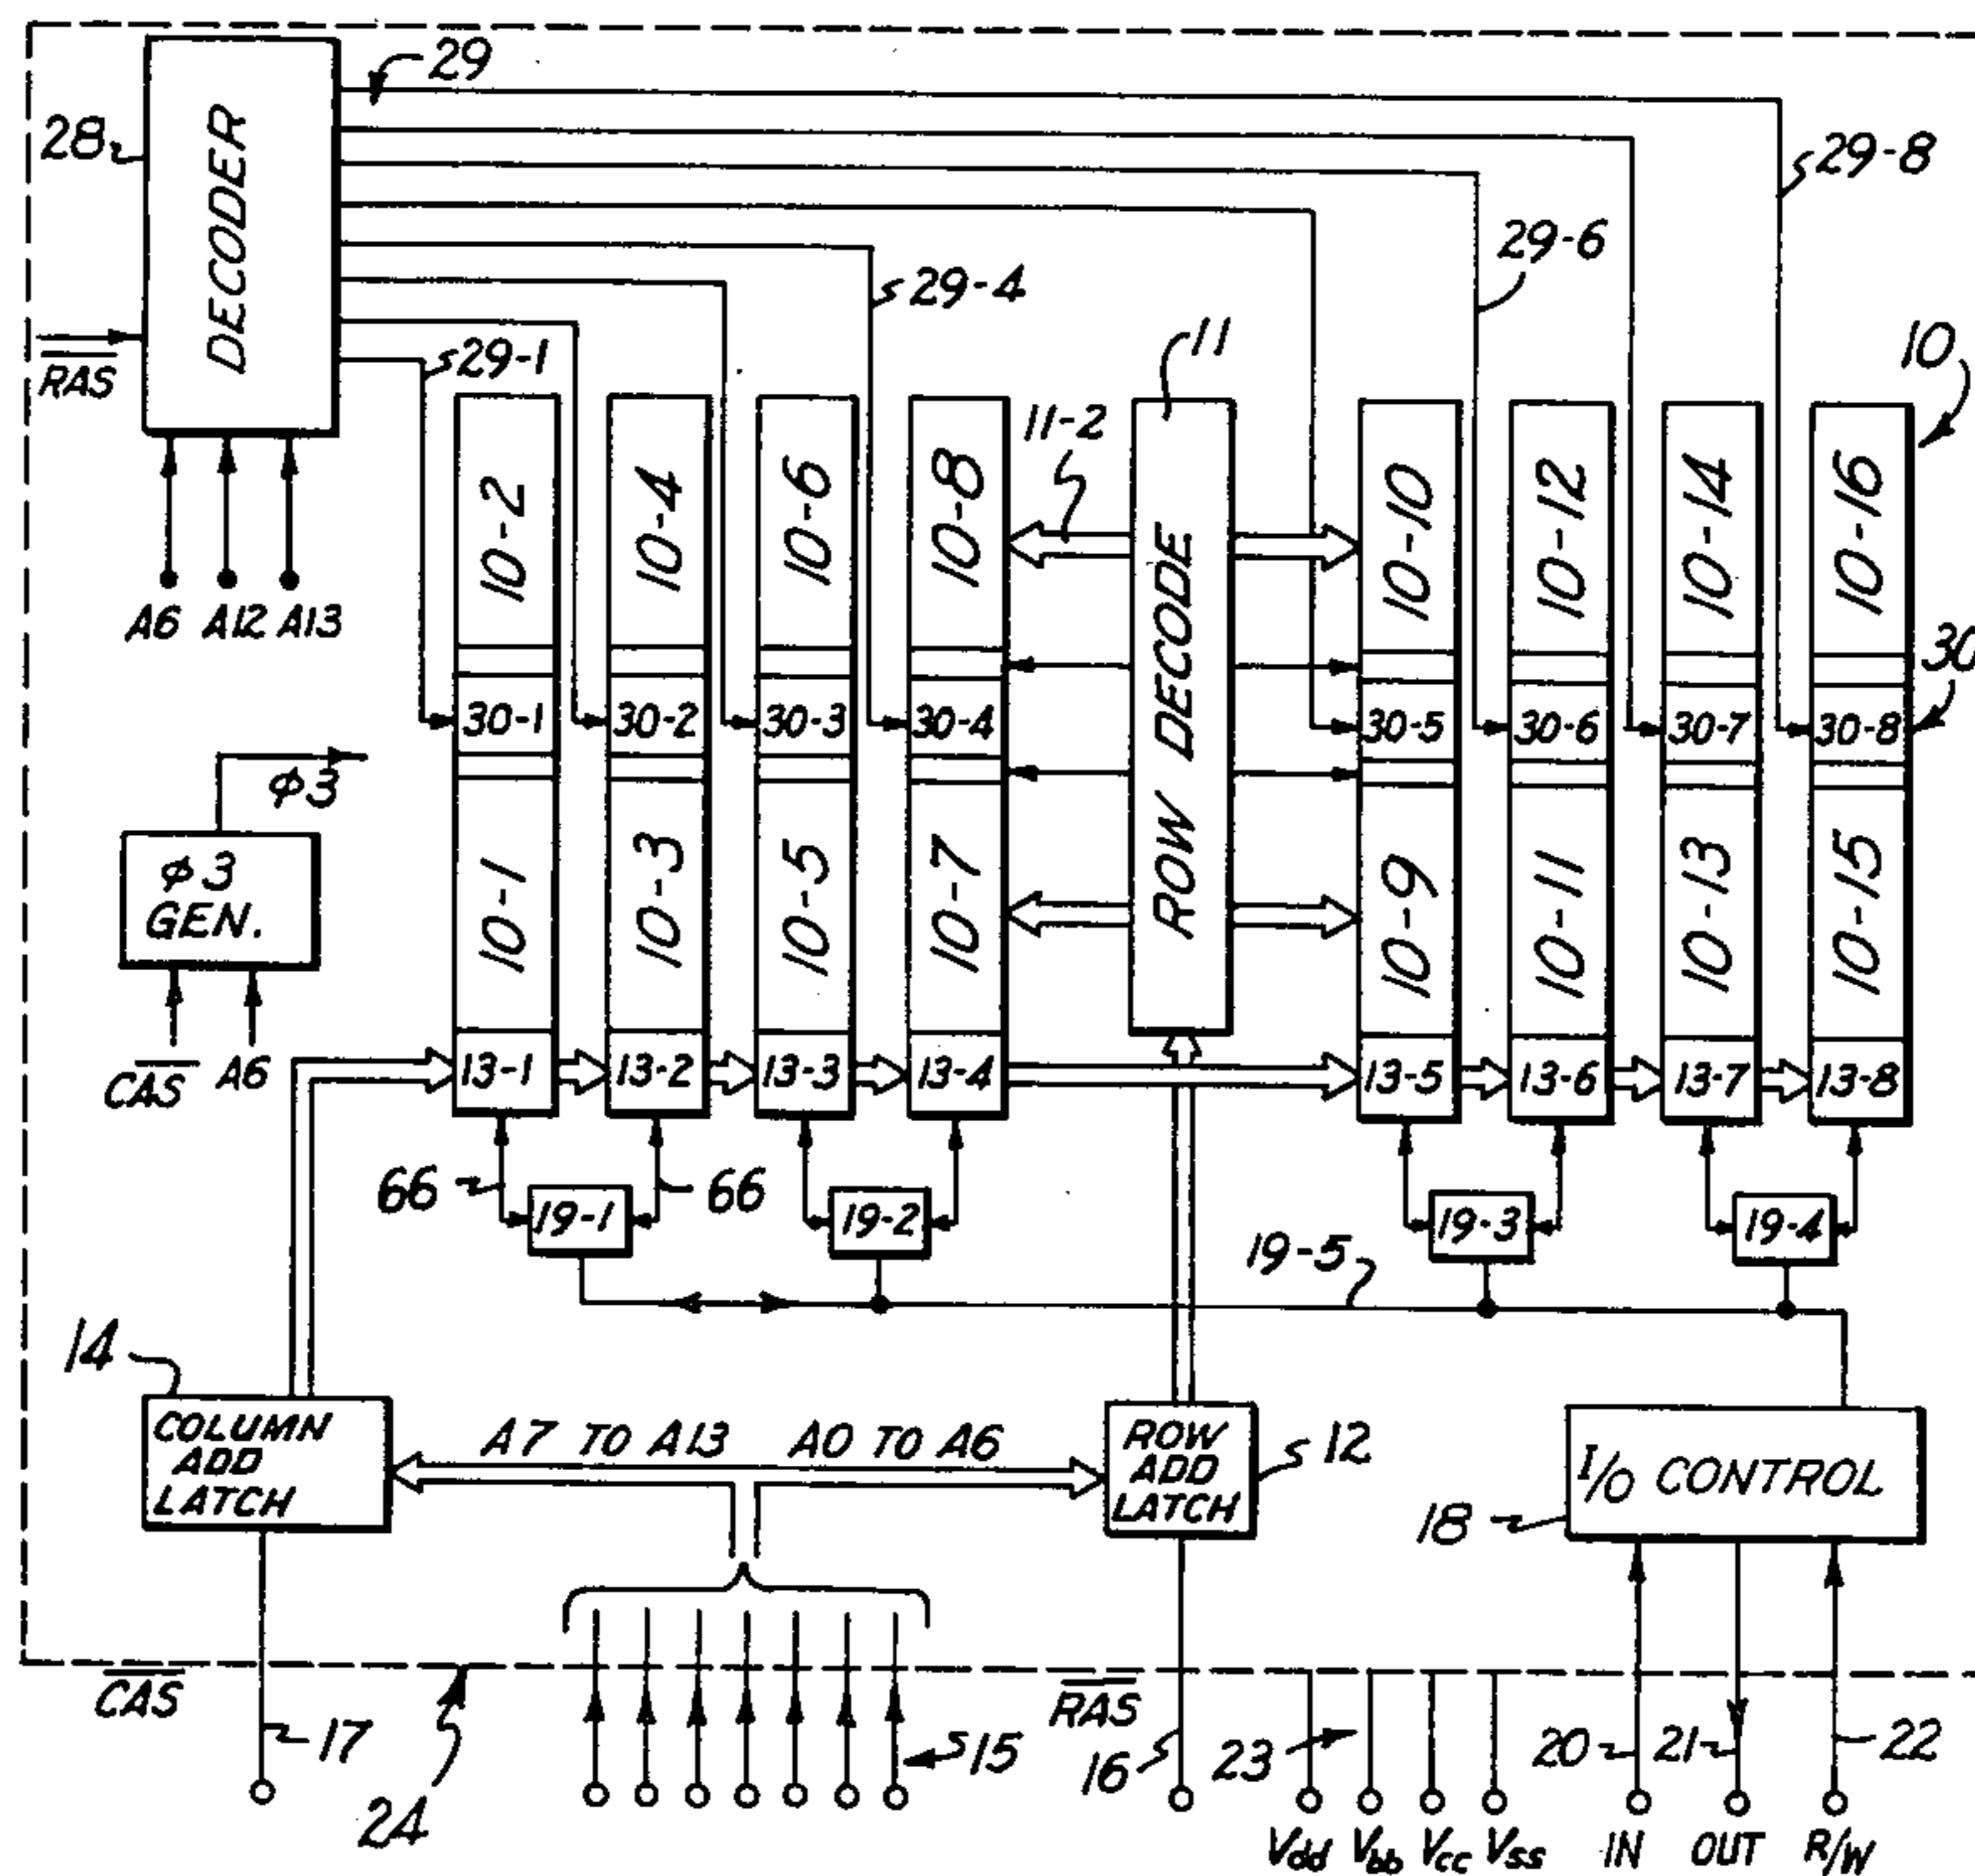 29
28
DECODER
29-8
29-6
29-4
RAS
29-1
11
10
11-2
A6 A12 A13
10-2
10-4
10-6
10-8
ROW DECODE
10-10
10-12
10-14
10-16
30
30-1
30-2
30-3
30-4
30-5
30-6
30-7
30-8
φ3
φ3
GEN.
CAS A6
10-1
10-3
10-5
10-7
10-9
10-11
10-13
10-15
13-1
13-2
13-3
13-4
13-5
13-6
13-7
13-8
66
66
19-1
19-2
19-3
19-4
19-5
14
COLUMN
ADD
LATCH
A7 TO A13
A0 TO A6
ROW
ADD
LATCH
12
I/O CONTROL
18
CAS
17
24
15
RAS
16
23
20
21
22
Vdd Vbb Vcc Vss
IN OUT R/W